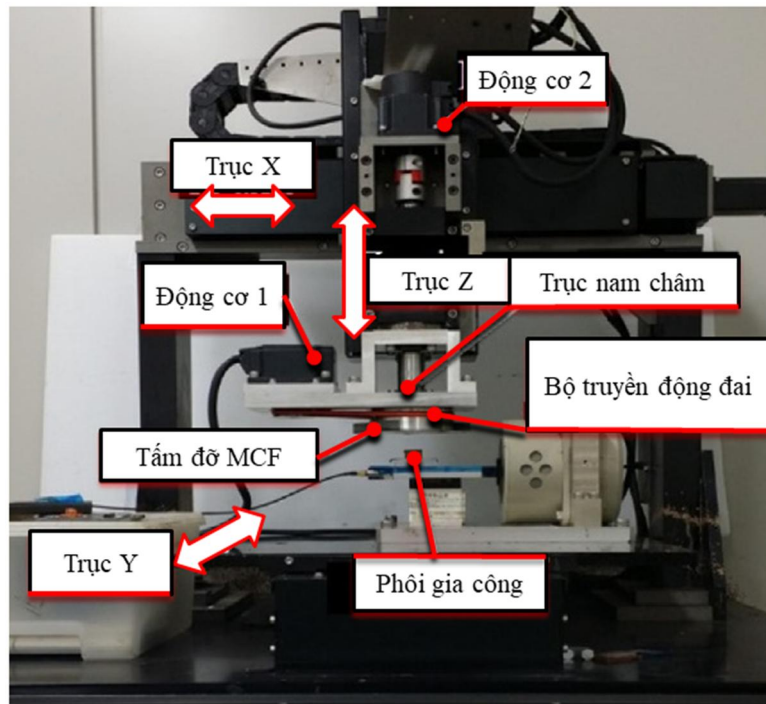 Động cơ 2
Trục X
Trục Z
Trục nam châm
Động cơ 1
Bộ truyền động đai
Tấm đỡ MCF
Trục Y
Phôi gia công